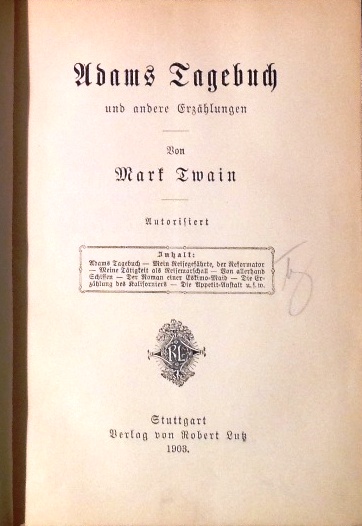 Adams Tagebuch
und andere Erzählungen
Von
Mark Twain
Autorisiert
Inhalt:
Adams Tagebuch — Mein Reisegefährte, der Reformator
— Meine Tätigkeit als Reisemarschall — Von allerhand
Schiffen — Der Roman einer Eskimo-Maid — Die Er-
zählung des Kaliforniers — Die Appetit-Anstalt u. s. w.
RL
Stuttgart
Verlag von Robert Lutz
1903.